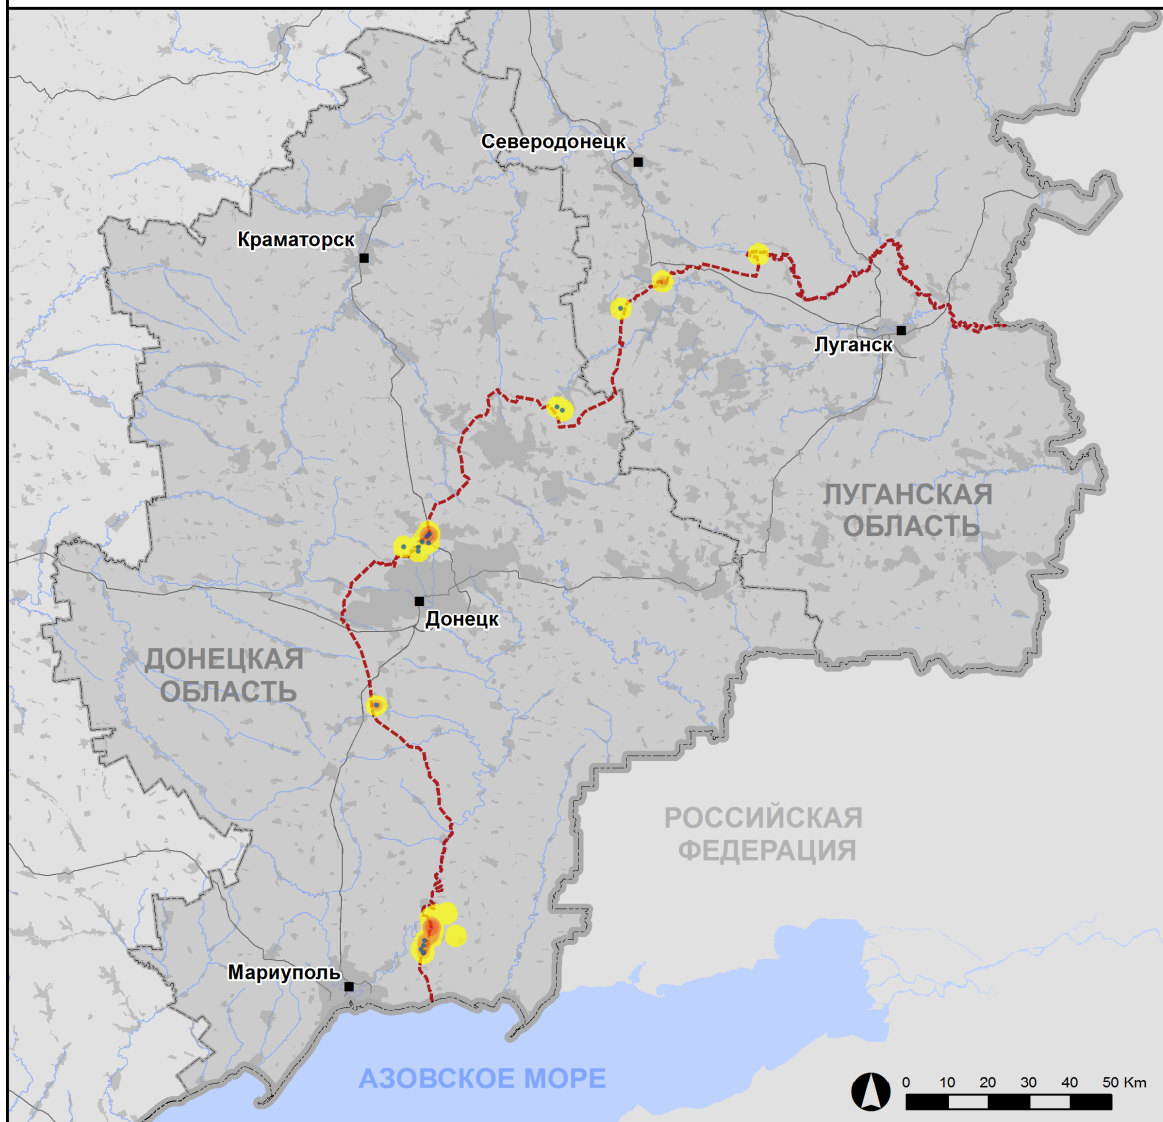 Северодонецк
Краматорск
Луганск
ЛУГАНСКАЯ
ОБЛАСТЬ
Донецк
ДОНЕЦКАЯ
ОБЛАСТЬ
РОССИЙСКАЯ
ФЕДЕРАЦИЯ
Мариуполь
АЗОВСКОЕ МОРЕ
0 10 20 30 40 50 Km